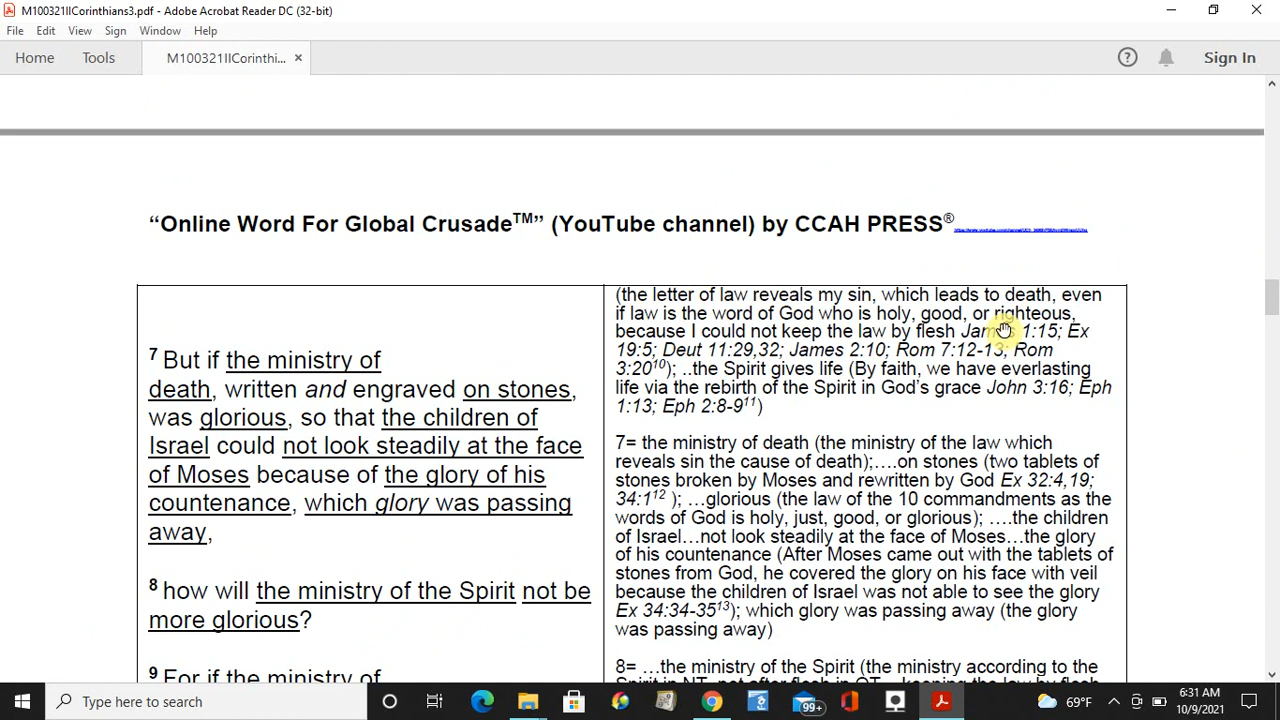 M100321IICorinthians3.pdf - Adobe Acrobat Reader DC (32-bit)
File Edit View Sign Window Help
Home Tools M100321IICorinthi... × Sign In
“Online Word For Global Crusade™” (YouTube channel) by CCAH PRESS®
7 But if the ministry of
death, written and engraved on stones,
was glorious, so that the children of
Israel could not look steadily at the face
of Moses because of the glory of his
countenance, which glory was passing
away,
8 how will the ministry of the Spirit not be
more glorious?
9 For if the ministry of
(the letter of law reveals my sin, which leads to death, even
if law is the word of God who is holy, good, or righteous,
because I could not keep the law by flesh James 1:15; Ex
19:5; Deut 11:29,32; James 2:10; Rom 7:12-13; Rom
3:2010); ..the Spirit gives life (By faith, we have everlasting
life via the rebirth of the Spirit in God’s grace John 3:16; Eph
1:13; Eph 2:8-911)
7= the ministry of death (the ministry of the law which
reveals sin the cause of death);….on stones (two tablets of
stones broken by Moses and rewritten by God Ex 32:4,19;
34:112 ); …glorious (the law of the 10 commandments as the
words of God is holy, just, good, or glorious); ….the children
of Israel…not look steadily at the face of Moses…the glory
of his countenance (After Moses came out with the tablets of
stones from God, he covered the glory on his face with veil
because the children of Israel was not able to see the glory
Ex 34:34-3513); which glory was passing away (the glory
was passing away)
8= …the ministry of the Spirit (the ministry according to the
Spirit in NT, not after flesh in OT
keeping the law by flesh
Type here to search
99+
69°F
6:31 AM
10/9/2021